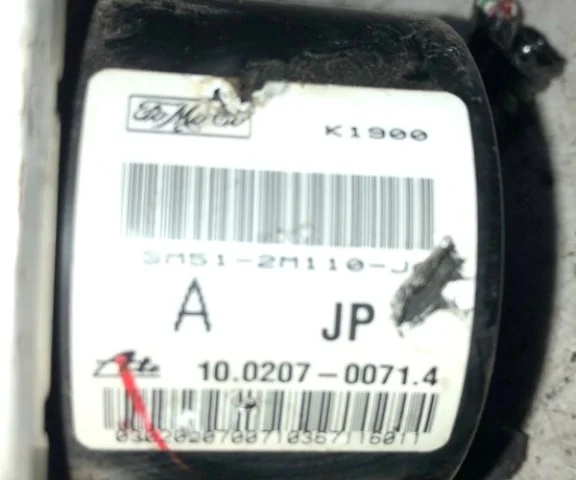 FoMoCo
K1900
3M51-2M110-J
A
JP
Ate
10.0207-0071.4